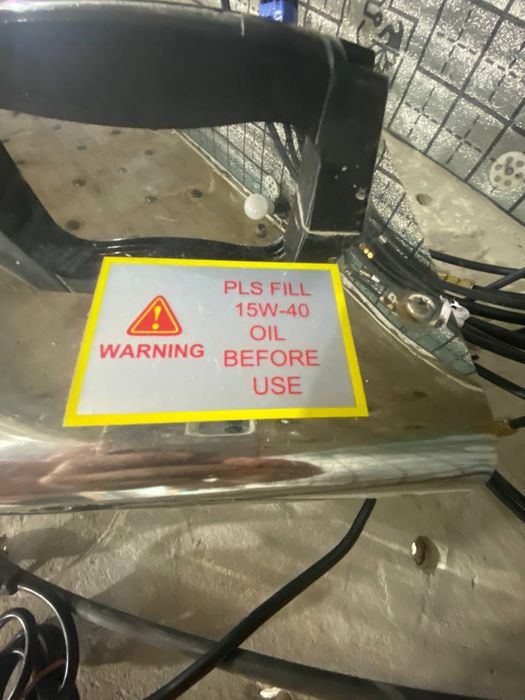 WARNING
PLS FILL
15W-40
OIL
BEFORE
USE